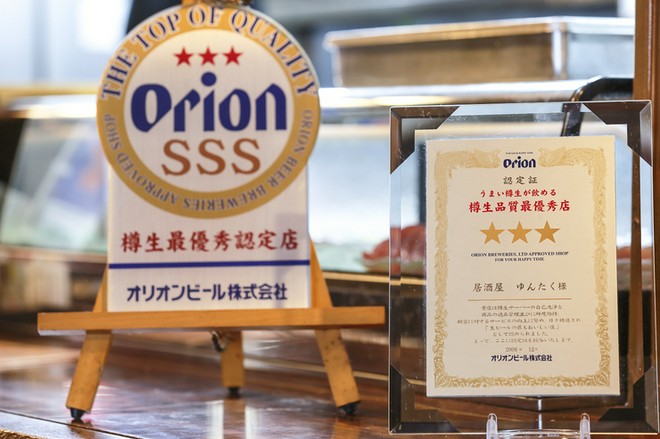 THE TOP OF QUALITY
Orion
SSS
ORION BEER BREWERIES APPROVED SHOP
樽生最優秀認定店
オリオンビール株式会社
Orion
認定証
うまい樽生が飲める
樽生品質最優秀店
ORION BREWERIES, LTD APPROVED SHOP
FOR YOUR HAPPY TIME
居酒屋 ゆんたく様
オリオンビール株式会社